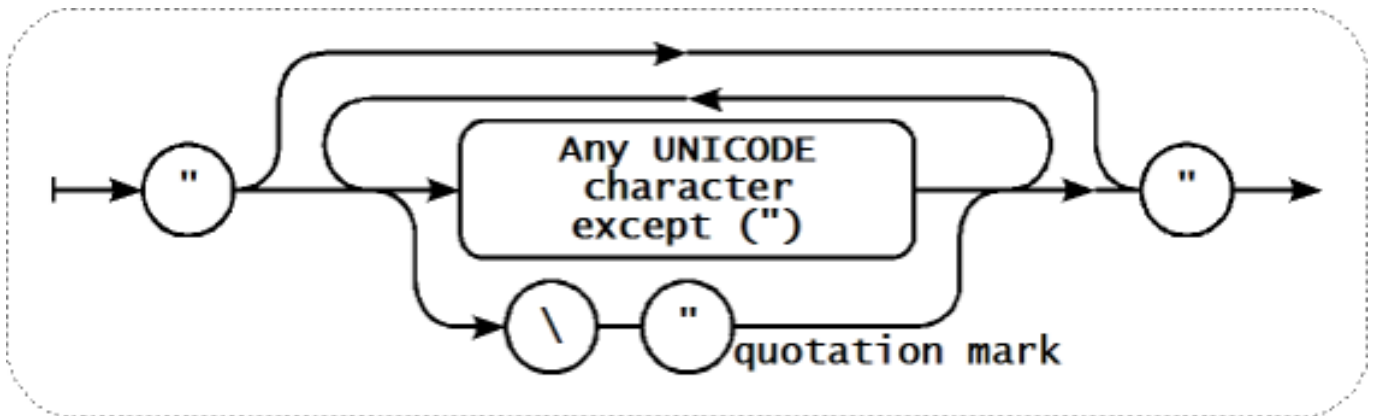 "
Any UNICODE
character
except (")
"
\
"
quotation mark